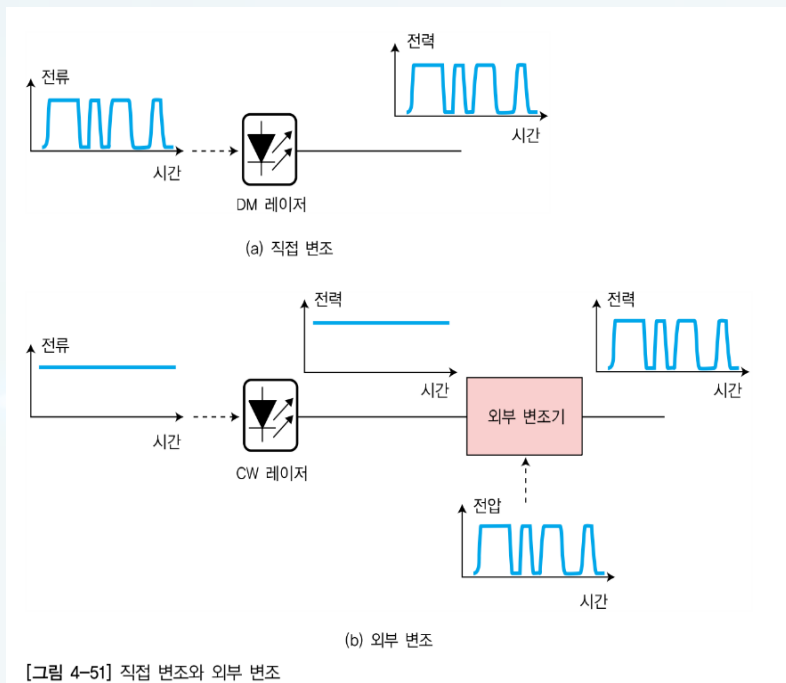 전류
시간
DM 레이저
전력
시간
(a) 직접 변조
전류
시간
CW 레이저
전력
시간
외부 변조기
전력
시간
전압
시간
(b) 외부 변조
[그림 4-51] 직접 변조와 외부 변조